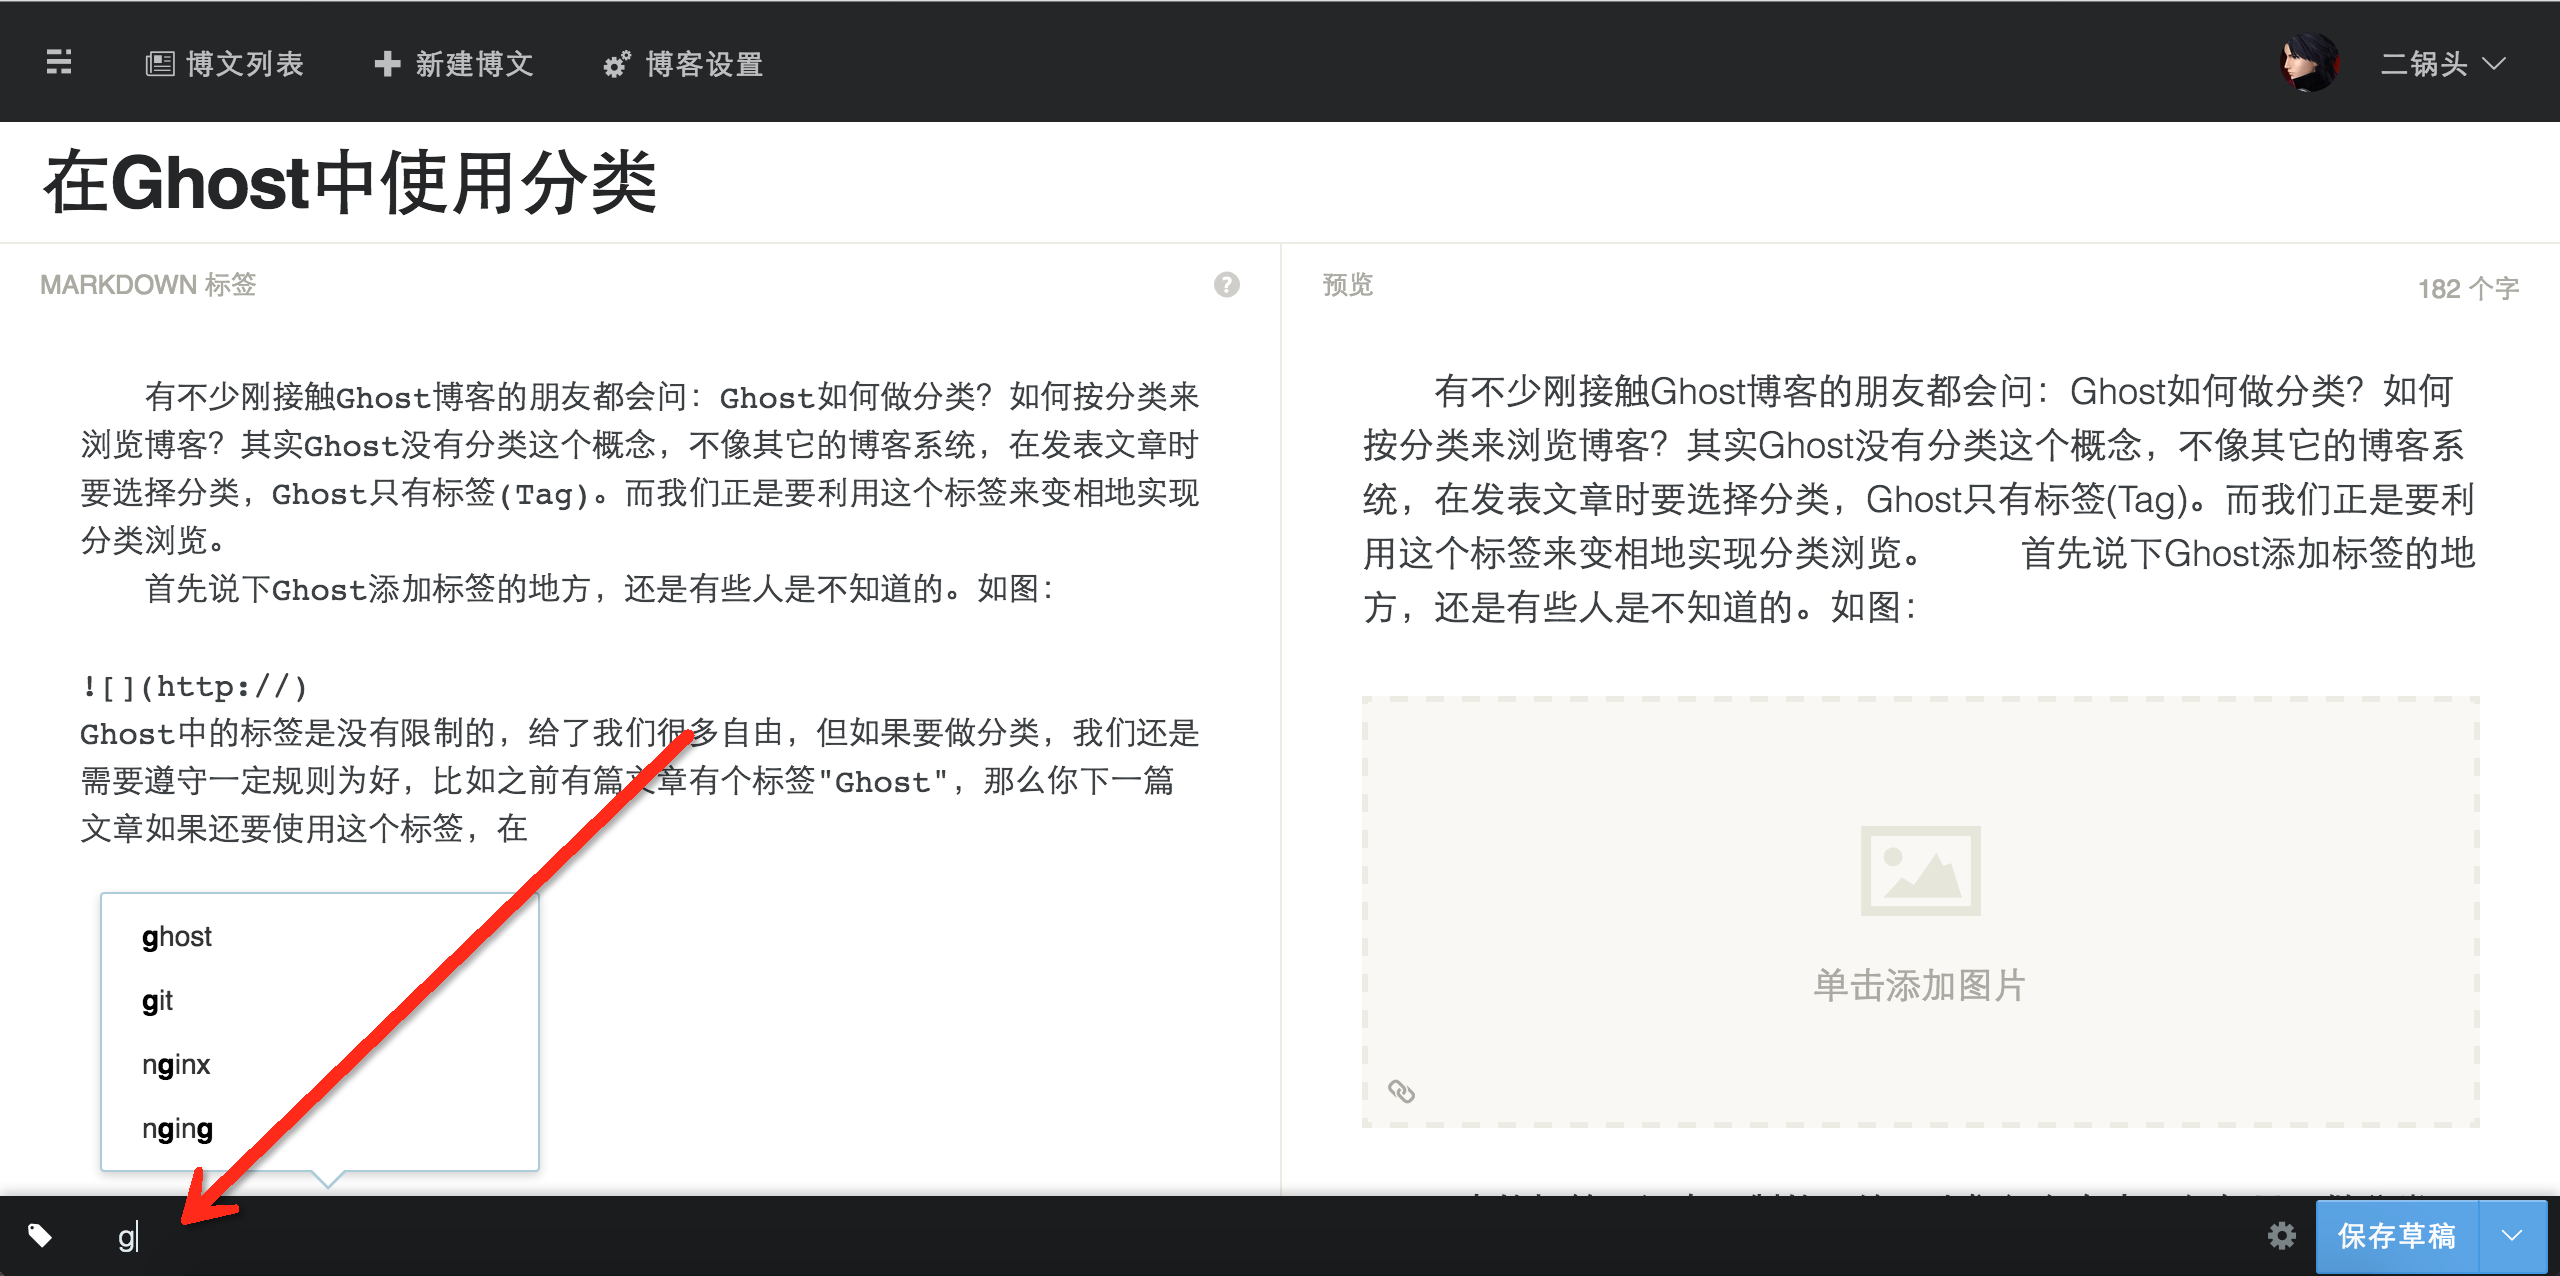 博文列表
新建博文
博客设置
二锅头
在Ghost中使用分类
MARKDOWN 标签
?
预览
182 个字
有不少刚接触Ghost博客的朋友都会问：Ghost如何做分类？如何按分类来
浏览博客？其实Ghost没有分类这个概念，不像其它的博客系统，在发表文章时
要选择分类，Ghost只有标签(Tag)。而我们正是要利用这个标签来变相地实现
分类浏览。
首先说下Ghost添加标签的地方，还是有些人是不知道的。如图：
![](http://)
Ghost中的标签是没有限制的，给了我们很多自由，但如果要做分类，我们还是
需要遵守一定规则为好，比如之前有篇文章有个标签"Ghost"，那么你下一篇
文章如果还要使用这个标签，在
ghost
git
nginx
nging
有不少刚接触Ghost博客的朋友都会问：Ghost如何做分类？如何
按分类来浏览博客？其实Ghost没有分类这个概念，不像其它的博客系
统，在发表文章时要选择分类，Ghost只有标签(Tag)。而我们正是要利
用这个标签来变相地实现分类浏览。 首先说下Ghost添加标签的地
方，还是有些人是不知道的。如图：
单击添加图片
g
保存草稿